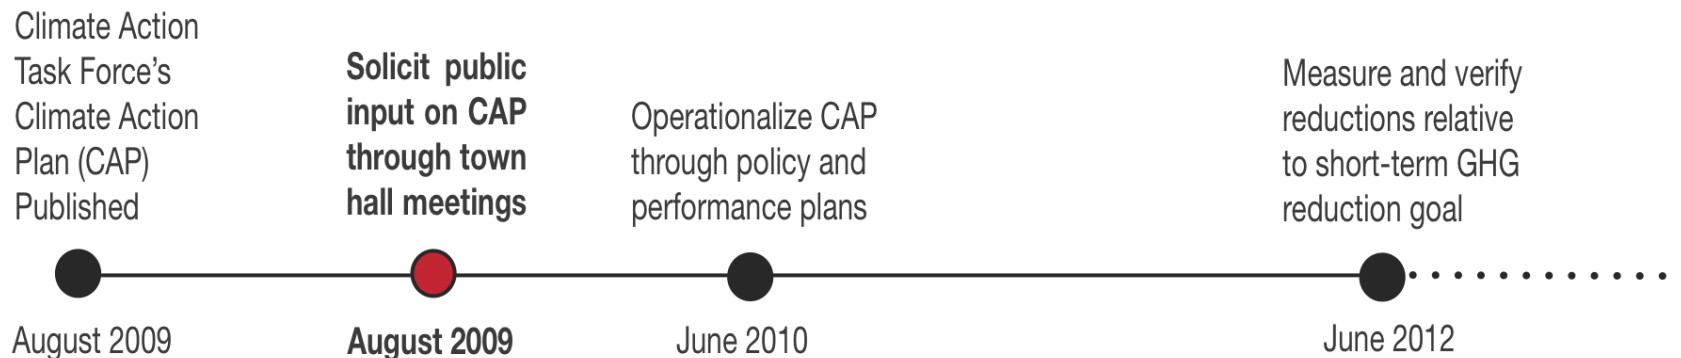 Climate Action
Task Force's
Climate Action
Plan (CAP)
Published
August 2009
Solicit public
input on CAP
through town
hall meetings
August 2009
Operationalize CAP
through policy and
performance plans
June 2010
Measure and verify
reductions relative
to short-term GHG
reduction goal
June 2012